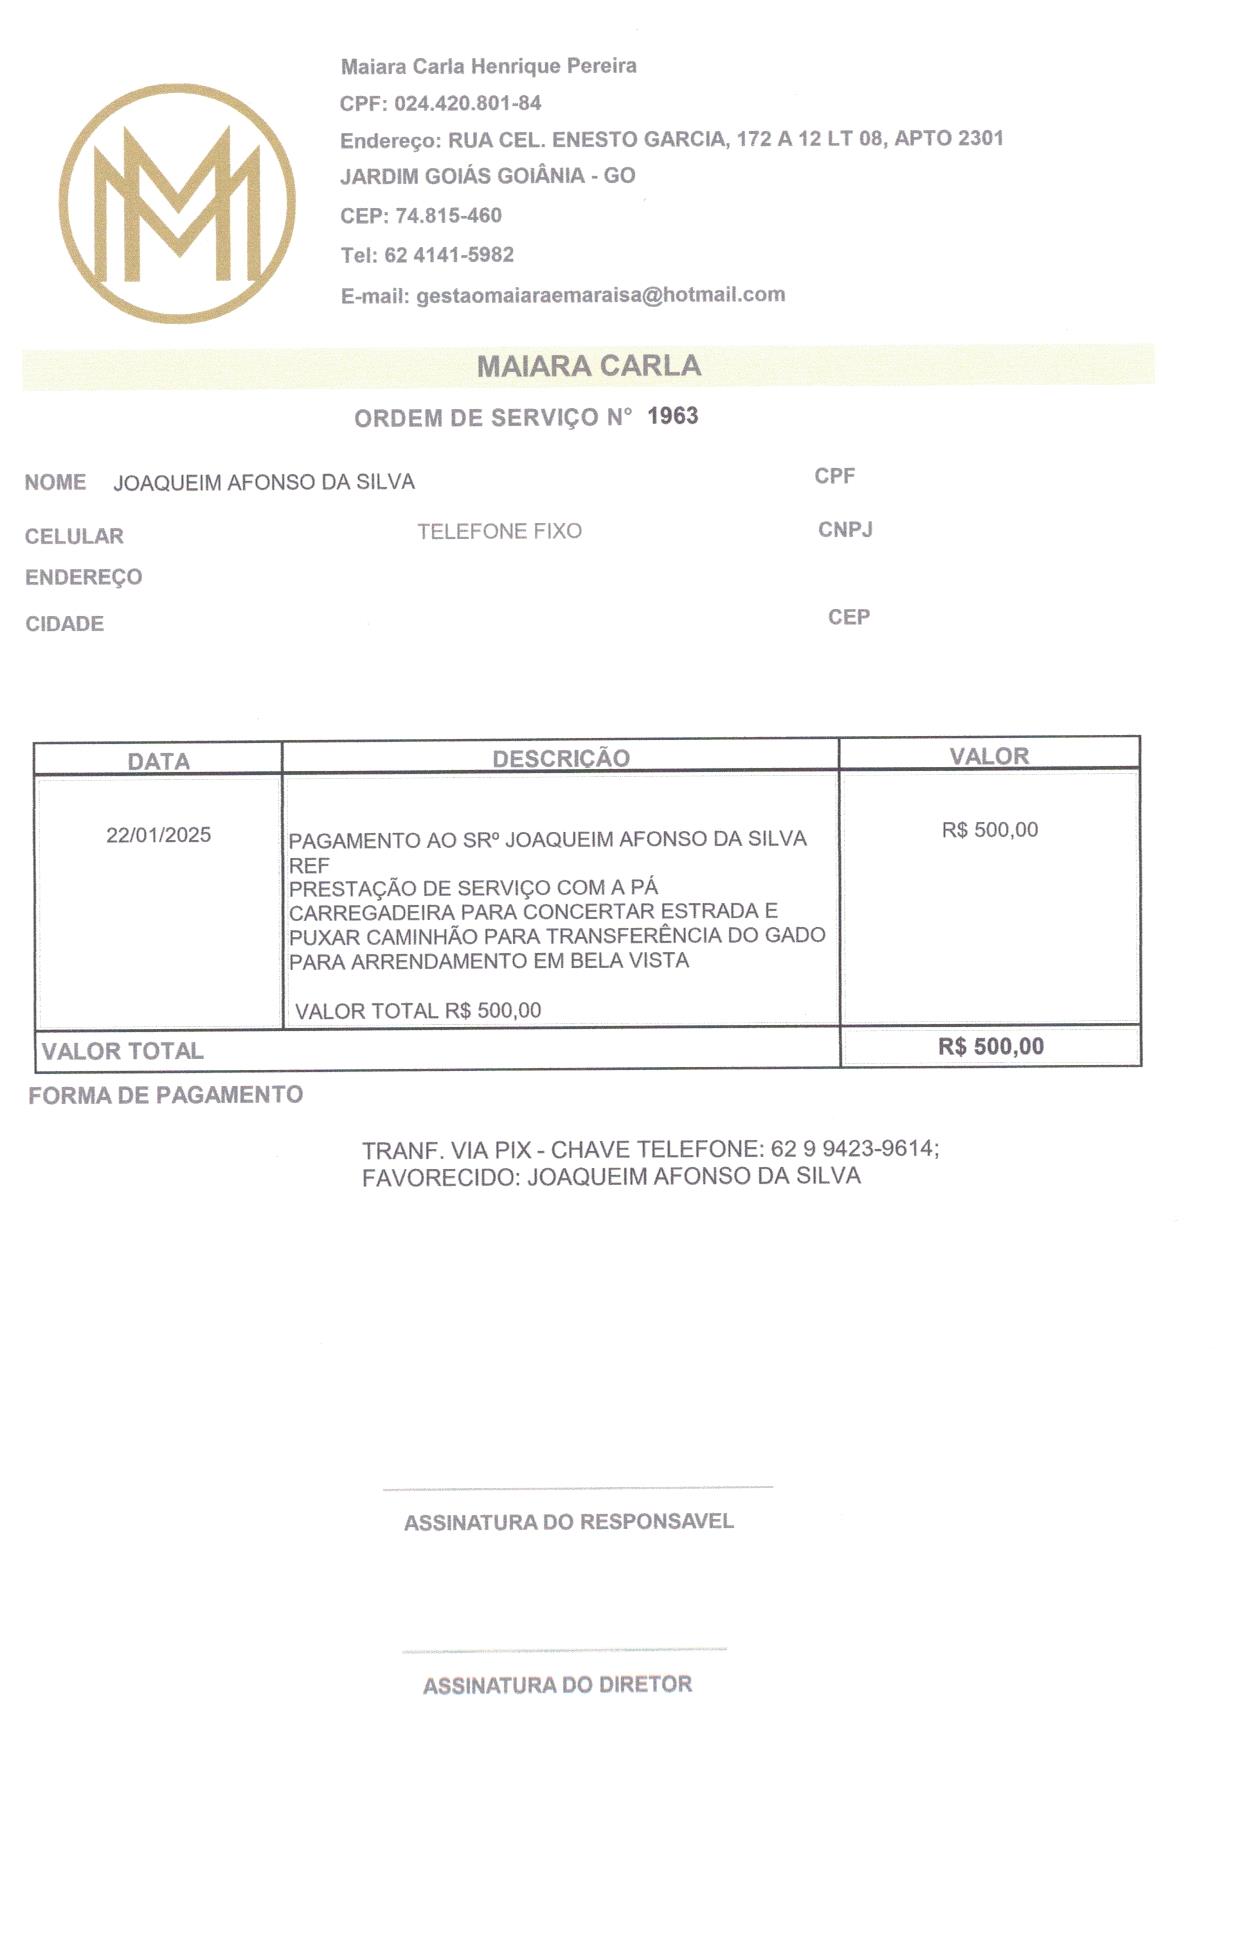 Maiara Carla Henrique Pereira
CPF: 024.420.801-84
Endereço: RUA CEL. ENESTO GARCIA, 172 A 12 LT 08, APTO 2301
JARDIM GOIÁS GOIÂNIA - GO
CEP: 74.815-460
Tel: 62 4141-5982
E-mail: gestaomaiaraemaraisa@hotmail.com
MAIARA CARLA
ORDEM DE SERVIÇO N° 1963
NOME JOAQUEIM AFONSO DA SILVA CPF
CELULAR TELEFONE FIXO CNPJ
ENDEREÇO
CIDADE CEP
DATA DESCRIÇÃO VALOR
22/01/2025 PAGAMENTO AO SRº JOAQUEIM AFONSO DA SILVA R$ 500,00
REF
PRESTAÇÃO DE SERVIÇO COM A PÁ
CARREGADEIRA PARA CONCERTAR ESTRADA E
PUXAR CAMINHÃO PARA TRANSFERÊNCIA DO GADO
PARA ARRENDAMENTO EM BELA VISTA
VALOR TOTAL R$ 500,00
VALOR TOTAL R$ 500,00
FORMA DE PAGAMENTO
TRANF. VIA PIX - CHAVE TELEFONE: 62 9 9423-9614;
FAVORECIDO: JOAQUEIM AFONSO DA SILVA
ASSINATURA DO RESPONSAVEL
ASSINATURA DO DIRETOR